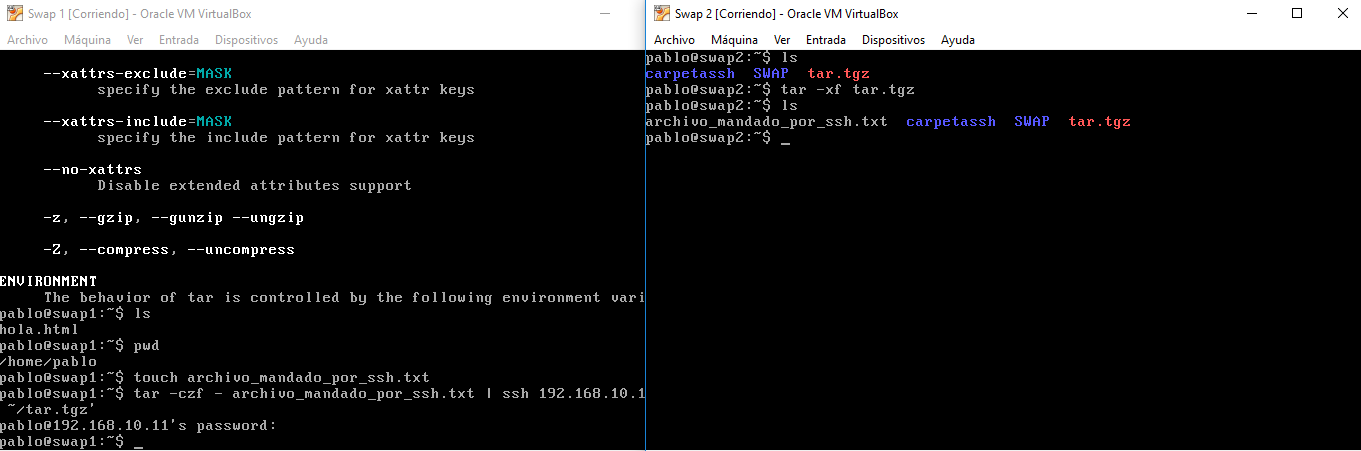 Swap 1 [Corriendo] - Oracle VM VirtualBox
Archivo Máquina Ver Entrada Dispositivos Ayuda
--xattrs-exclude=MASK
specify the exclude pattern for xattr keys
--xattrs-include=MASK
specify the include pattern for xattr keys
--no-xattrs
Disable extended attributes support
-z, --gzip, --gunzip --ungzip
-Z, --compress, --uncompress
ENVIRONMENT
The behavior of tar is controlled by the following environment vari
pablo@swap1:~$ ls
hola.html
pablo@swap1:~$ pwd
/home/pablo
pablo@swap1:~$ touch archivo_mandado_por_ssh.txt
pablo@swap1:~$ tar -czf - archivo_mandado_por_ssh.txt | ssh 192.168.10.1
~/tar.tgz'
pablo@192.168.10.11's password:
pablo@swap1:~$ _
Swap 2 [Corriendo] - Oracle VM VirtualBox
Archivo Máquina Ver Entrada Dispositivos Ayuda
pablo@swap2:~$ ls
carpetassh SWAP tar.tgz
pablo@swap2:~$ tar -xf tar.tgz
pablo@swap2:~$ ls
archivo_mandado_por_ssh.txt carpetassh SWAP tar.tgz
pablo@swap2:~$ _